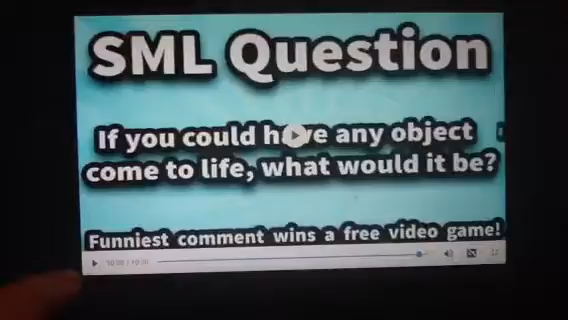 SML Question
If you could have any object
come to life, what would it be?
Funniest comment wins a free video game!